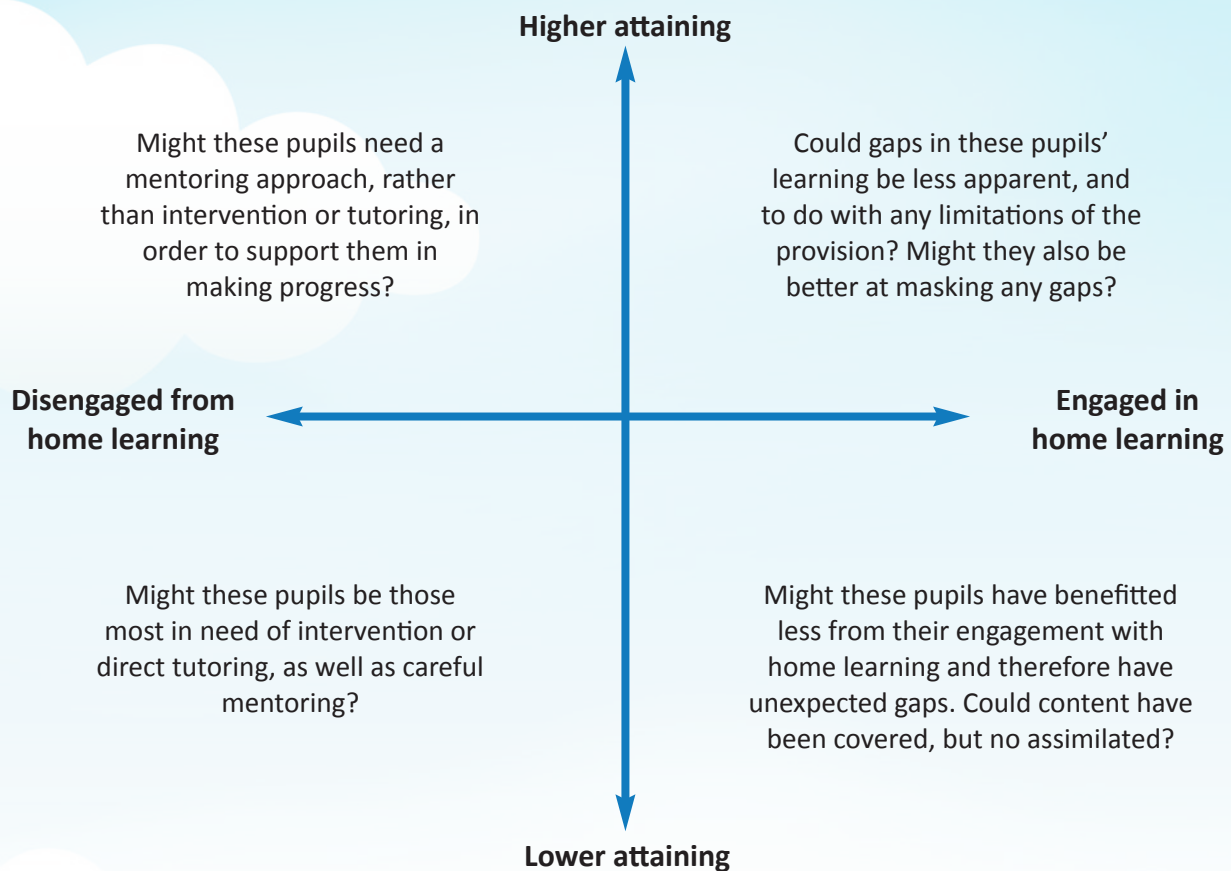 Higher attaining
Might these pupils need a
mentoring approach, rather
than intervention or tutoring, in
order to support them in
making progress?
Could gaps in these pupils’
learning be less apparent, and
to do with any limitations of the
provision? Might they also be
better at masking any gaps?
Disengaged from
home learning
Engaged in
home learning
Might these pupils be those
most in need of intervention or
direct tutoring, as well as careful
mentoring?
Might these pupils have benefitted
less from their engagement with
home learning and therefore have
unexpected gaps. Could content have
been covered, but no assimilated?
Lower attaining